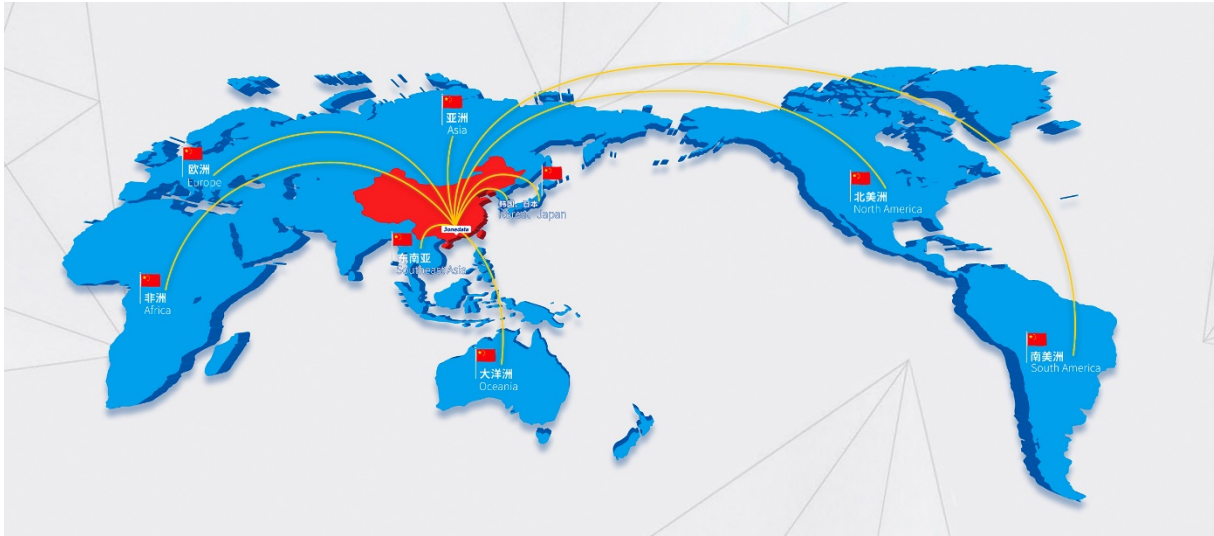 亚洲
Asia
欧洲
Europe
韩国、日本
Korea、Japan
北美洲
North America
Jonedale
东南亚
Southeast Asia
非洲
Africa
大洋洲
Oceania
南美洲
South America